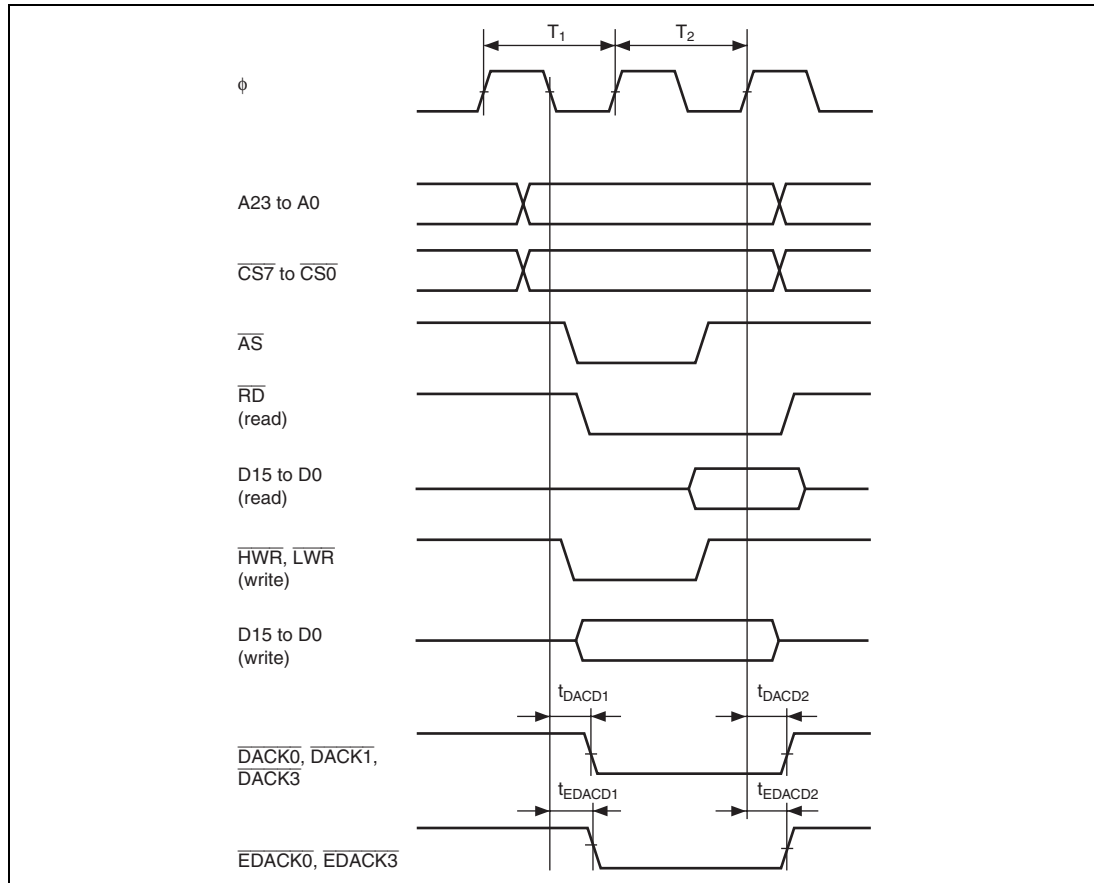 T1 T2
ϕ
A23 to A0
CS7 to CS0
AS
RD
(read)
D15 to D0
(read)
HWR, LWR
(write)
D15 to D0
(write)
tDACD1 tDACD2
DACK0, DACK1,
DACK3
tEDACD1 tEDACD2
EDACK0, EDACK3